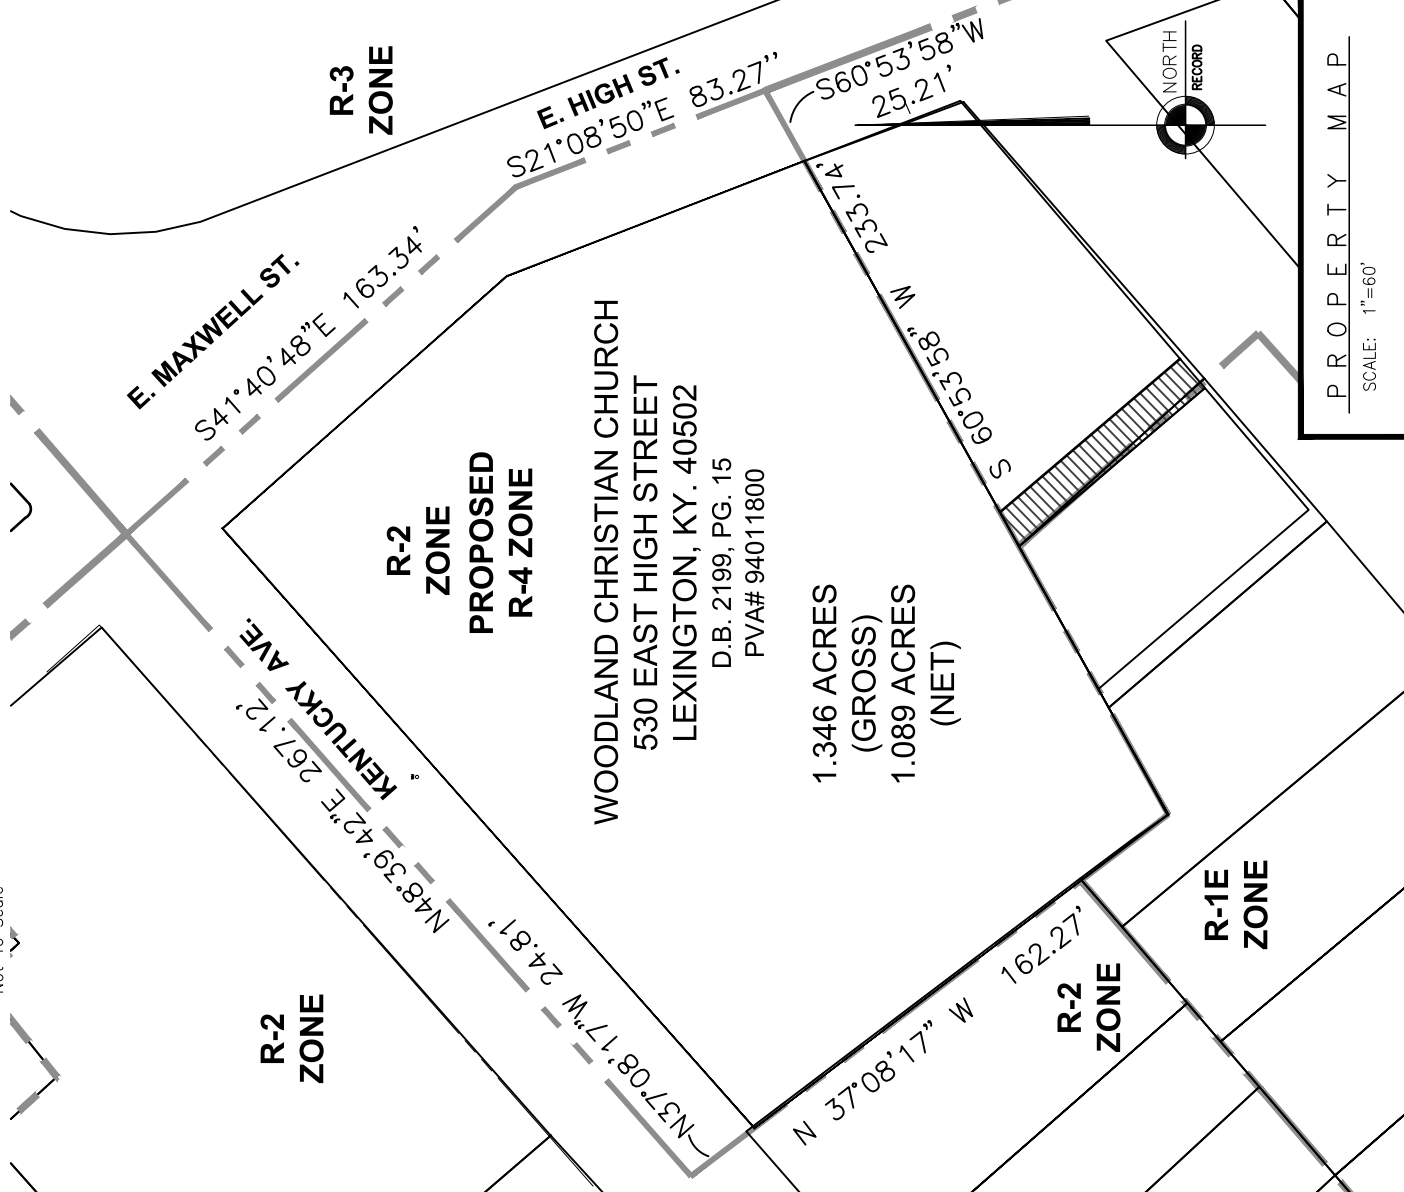 R-3
ZONE
E. HIGH ST.
S21°08'50"E 83.27''
S60°53'58"W
25.21'
NORTH
RECORD
PROPERTY MAP
SCALE: 1"=60'
E. MAXWELL ST.
S41°40'48"E 163.34'
233.74'
S 60°53'58" W
R-2
ZONE
PROPOSED
R-4 ZONE
WOODLAND CHRISTIAN CHURCH
530 EAST HIGH STREET
LEXINGTON, KY. 40502
D.B. 2199, PG. 15
PVA# 94011800
1.346 ACRES
(GROSS)
1.089 ACRES
(NET)
KENTUCKY AVE.
N48°39'42"E 267.12'
N37°08'17"W 24.81'
N 37°08'17" W 162.27'
R-2
ZONE
R-2
ZONE
R-1E
ZONE